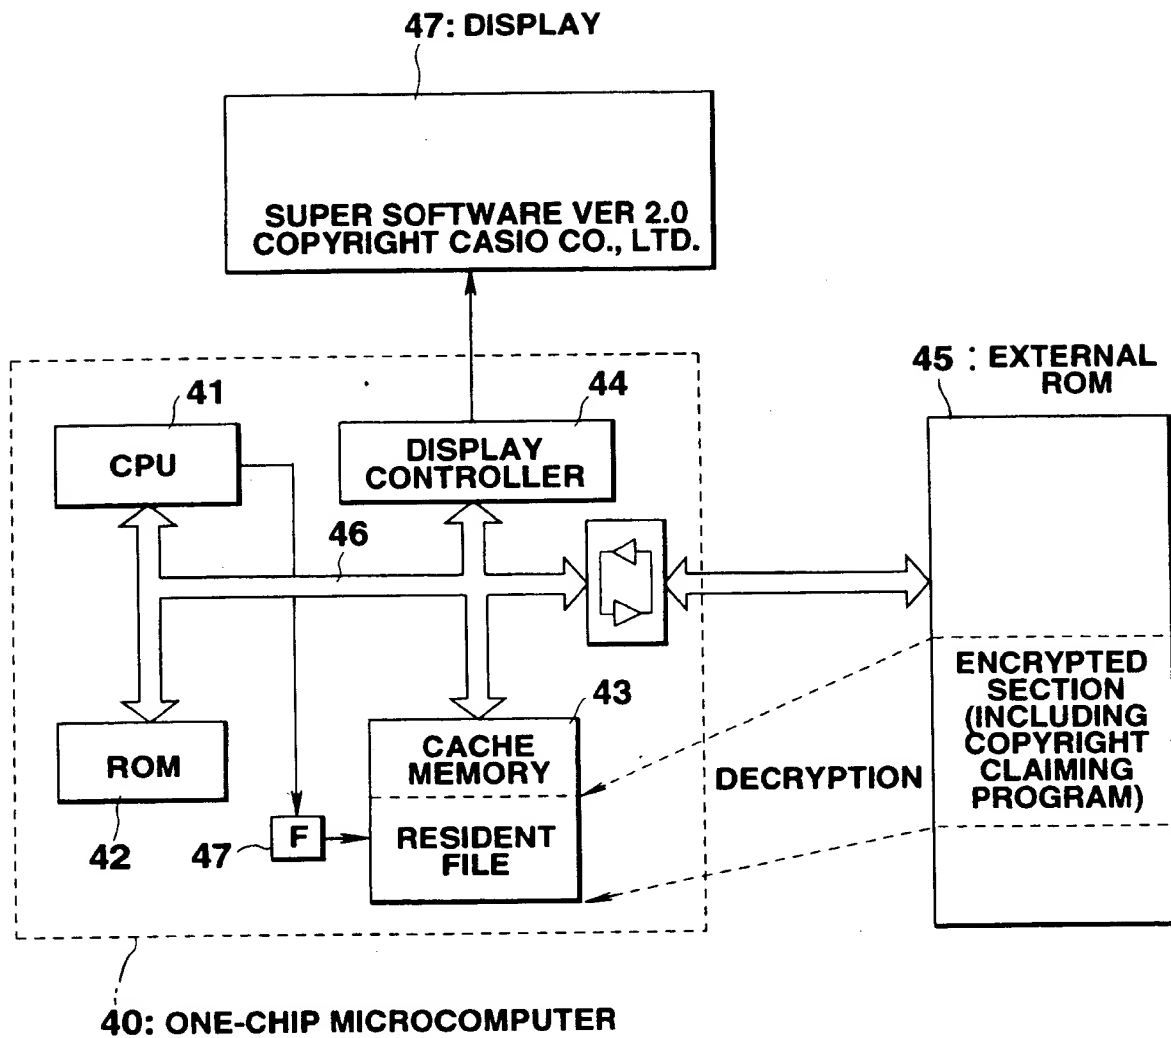 47: DISPLAY
SUPER SOFTWARE VER 2.0
COPYRIGHT CASIO CO., LTD.
45 : EXTERNAL
ROM
41
CPU
44
DISPLAY
CONTROLLER
46
ENCRYPTED
SECTION
(INCLUDING
COPYRIGHT
CLAIMING
PROGRAM)
43
CACHE
MEMORY
ROM
42
DECRYPTION
47
F
RESIDENT
FILE
40: ONE-CHIP MICROCOMPUTER